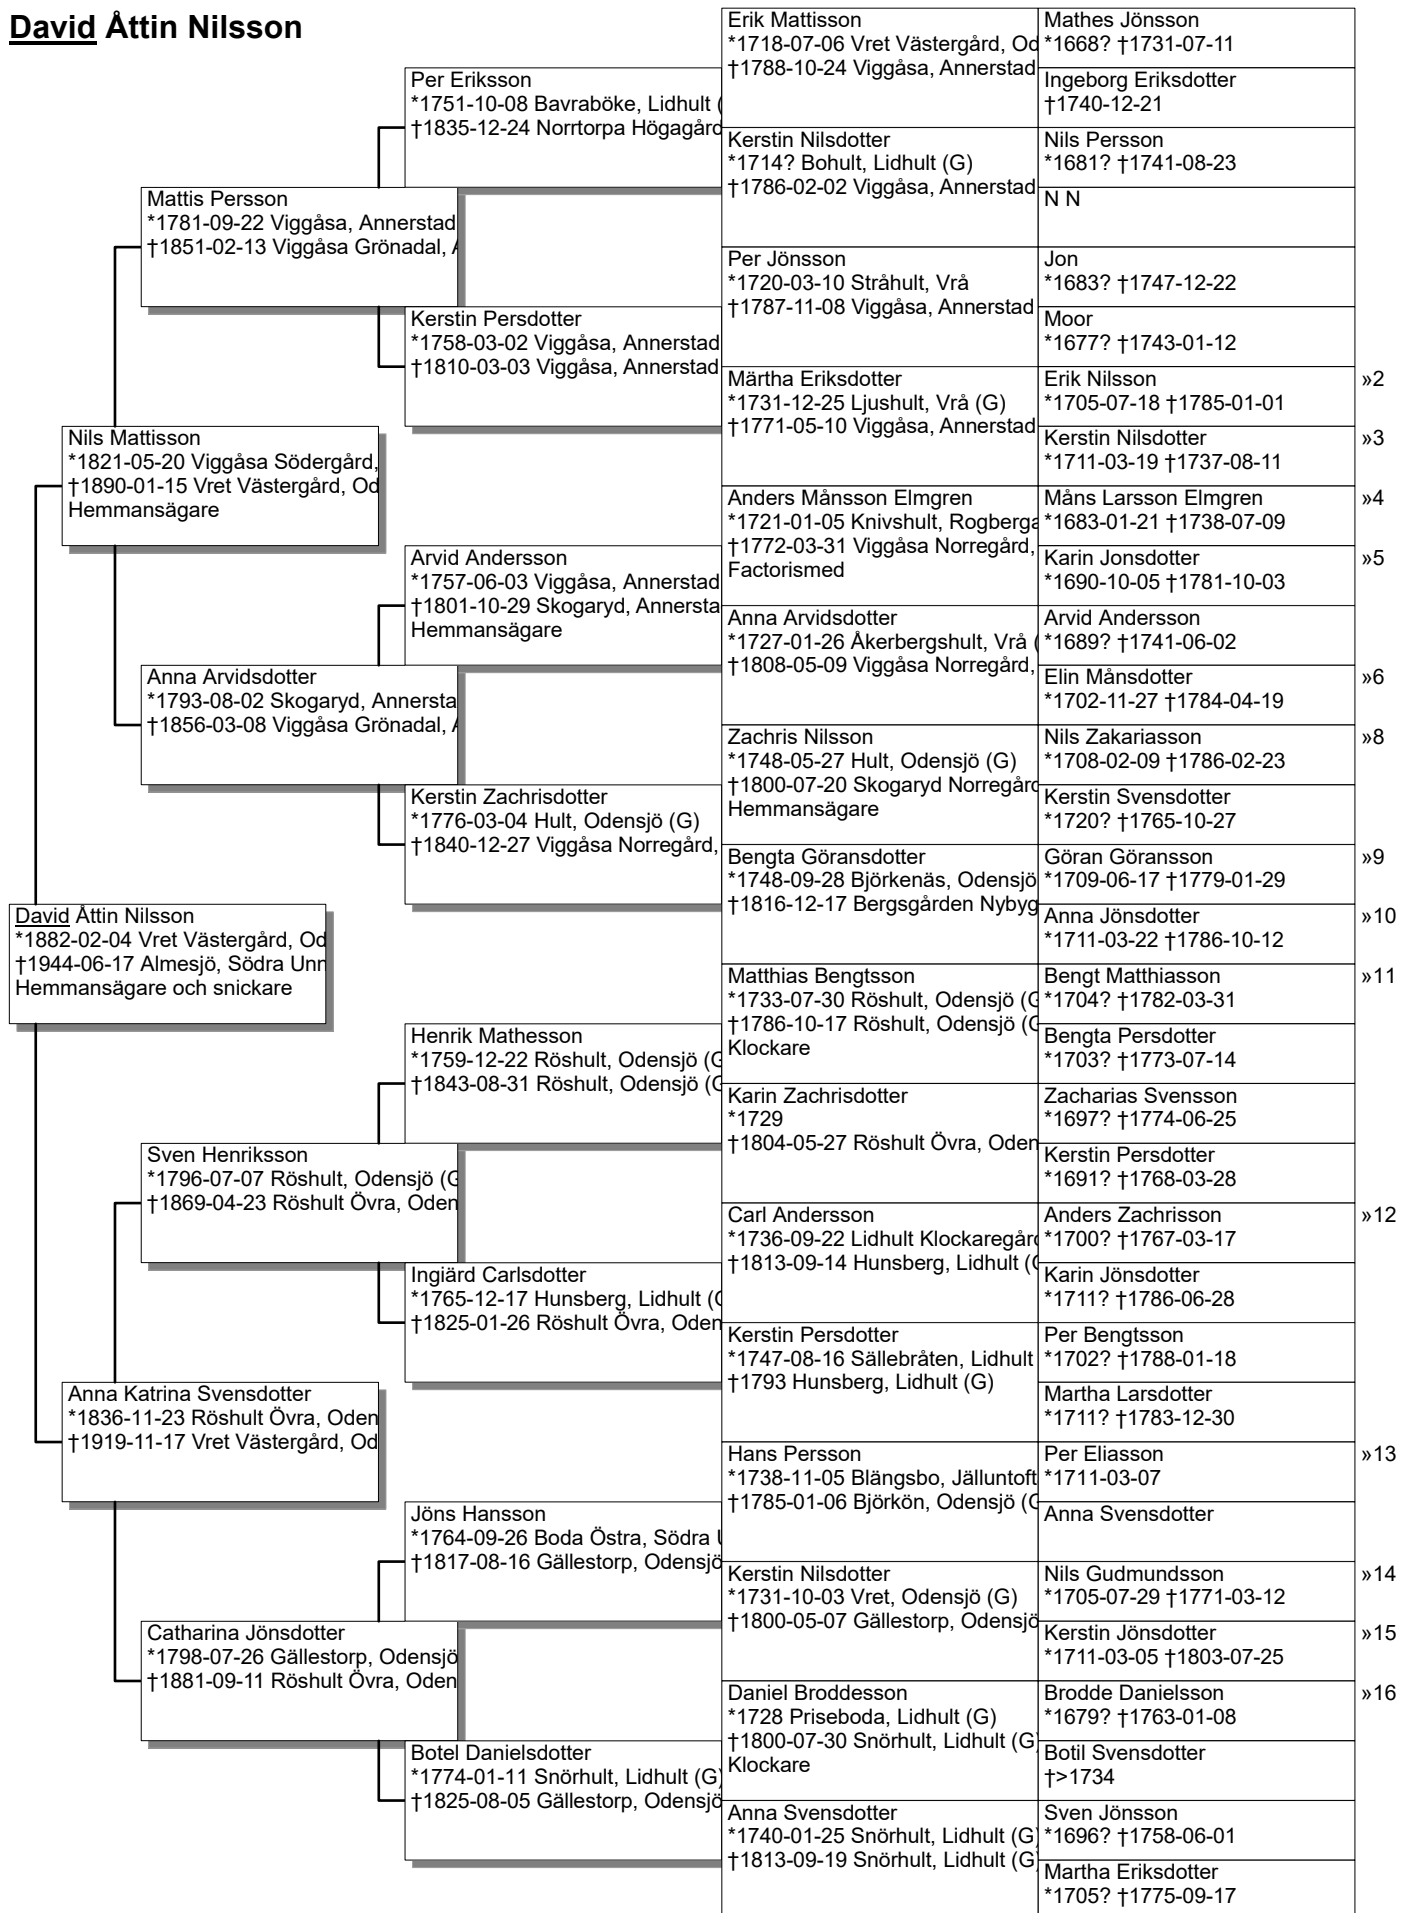 David Åttin Nilsson
David Åttin Nilsson
*1882-02-04 Vret Västergård, Od
†1944-06-17 Almesjö, Södra Unn
Hemmansägare och snickare
Nils Mattisson
*1821-05-20 Viggåsa Södergård,
†1890-01-15 Vret Västergård, Od
Hemmansägare
Anna Katrina Svensdotter
*1836-11-23 Röshult Övra, Oden
†1919-11-17 Vret Västergård, Od
Mattis Persson
*1781-09-22 Viggåsa, Annerstad
†1851-02-13 Viggåsa Grönadal, A
Anna Arvidsdotter
*1793-08-02 Skogaryd, Annersta
†1856-03-08 Viggåsa Grönadal, A
Sven Henriksson
*1796-07-07 Röshult, Odensjö (G
†1869-04-23 Röshult Övra, Oden
Catharina Jönsdotter
*1798-07-26 Gällestorp, Odensjö
†1881-09-11 Röshult Övra, Oden
Per Eriksson
*1751-10-08 Bavraböke, Lidhult (
†1835-12-24 Norrtorpa Högagård
Kerstin Persdotter
*1758-03-02 Viggåsa, Annerstad
†1810-03-03 Viggåsa, Annerstad
Arvid Andersson
*1757-06-03 Viggåsa, Annerstad
†1801-10-29 Skogaryd, Annersta
Hemmansägare
Kerstin Zachrisdotter
*1776-03-04 Hult, Odensjö (G)
†1840-12-27 Viggåsa Norregård,
Henrik Mathesson
*1759-12-22 Röshult, Odensjö (G
†1843-08-31 Röshult, Odensjö (G
Ingiärd Carlsdotter
*1765-12-17 Hunsberg, Lidhult (G
†1825-01-26 Röshult Övra, Oden
Jöns Hansson
*1764-09-26 Boda Östra, Södra U
†1817-08-16 Gällestorp, Odensjö
Botel Danielsdotter
*1774-01-11 Snörhult, Lidhult (G)
†1825-08-05 Gällestorp, Odensjö
Erik Mattisson
*1718-07-06 Vret Västergård, Od
†1788-10-24 Viggåsa, Annerstad
Kerstin Nilsdotter
*1714? Bohult, Lidhult (G)
†1786-02-02 Viggåsa, Annerstad
Per Jönsson
*1720-03-10 Stråhult, Vrå
†1787-11-08 Viggåsa, Annerstad
Märtha Eriksdotter
*1731-12-25 Ljushult, Vrå (G)
†1771-05-10 Viggåsa, Annerstad
Anders Månsson Elmgren
*1721-01-05 Knivshult, Rogberga
†1772-03-31 Viggåsa Norregård,
Factorismed
Anna Arvidsdotter
*1727-01-26 Åkerbergshult, Vrå (
†1808-05-09 Viggåsa Norregård,
Zachris Nilsson
*1748-05-27 Hult, Odensjö (G)
†1800-07-20 Skogaryd Norregård
Hemmansägare
Bengta Göransdotter
*1748-09-28 Björkenäs, Odensjö
†1816-12-17 Bergsgården Nybyg
Matthias Bengtsson
*1733-07-30 Röshult, Odensjö (G
†1786-10-17 Röshult, Odensjö (G
Klockare
Karin Zachrisdotter
*1729
†1804-05-27 Röshult Övra, Oden
Carl Andersson
*1736-09-22 Lidhult Klockaregård
†1813-09-14 Hunsberg, Lidhult (G
Kerstin Persdotter
*1747-08-16 Sällebråten, Lidhult
†1793 Hunsberg, Lidhult (G)
Hans Persson
*1738-11-05 Blängsbo, Jälluntoft
†1785-01-06 Björkön, Odensjö (G
Kerstin Nilsdotter
*1731-10-03 Vret, Odensjö (G)
†1800-05-07 Gällestorp, Odensjö
Daniel Broddesson
*1728 Priseboda, Lidhult (G)
†1800-07-30 Snörhult, Lidhult (G)
Klockare
Anna Svensdotter
*1740-01-25 Snörhult, Lidhult (G)
†1813-09-19 Snörhult, Lidhult (G)
Mathes Jönsson
*1668? †1731-07-11
Ingeborg Eriksdotter
†1740-12-21
Nils Persson
*1681? †1741-08-23
N N
Jon
*1683? †1747-12-22
Moor
*1677? †1743-01-12
Erik Nilsson »2
*1705-07-18 †1785-01-01
Kerstin Nilsdotter »3
*1711-03-19 †1737-08-11
Måns Larsson Elmgren »4
*1683-01-21 †1738-07-09
Karin Jonsdotter »5
*1690-10-05 †1781-10-03
Arvid Andersson
*1689? †1741-06-02
Elin Månsdotter »6
*1702-11-27 †1784-04-19
Nils Zakariasson »8
*1708-02-09 †1786-02-23
Kerstin Svensdotter
*1720? †1765-10-27
Göran Göransson »9
*1709-06-17 †1779-01-29
Anna Jönsdotter »10
*1711-03-22 †1786-10-12
Bengt Matthiasson »11
*1704? †1782-03-31
Bengta Persdotter
*1703? †1773-07-14
Zacharias Svensson
*1697? †1774-06-25
Kerstin Persdotter
*1691? †1768-03-28
Anders Zachrisson »12
*1700? †1767-03-17
Karin Jönsdotter
*1711? †1786-06-28
Per Bengtsson
*1702? †1788-01-18
Martha Larsdotter
*1711? †1783-12-30
Per Eliasson »13
*1711-03-07
Anna Svensdotter
Nils Gudmundsson »14
*1705-07-29 †1771-03-12
Kerstin Jönsdotter »15
*1711-03-05 †1803-07-25
Brodde Danielsson »16
*1679? †1763-01-08
Botil Svensdotter
†>1734
Sven Jönsson
*1696? †1758-06-01
Martha Eriksdotter
*1705? †1775-09-17